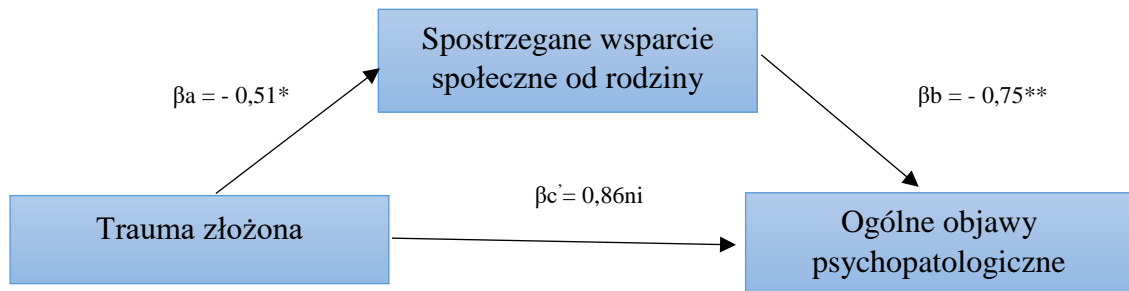 Spostrzegane wsparcie
społeczne od rodziny
βa = - 0,51*
βb = - 0,75**
βc’= 0,86ni
Trauma złożona
Ogólne objawy
psychopatologiczne